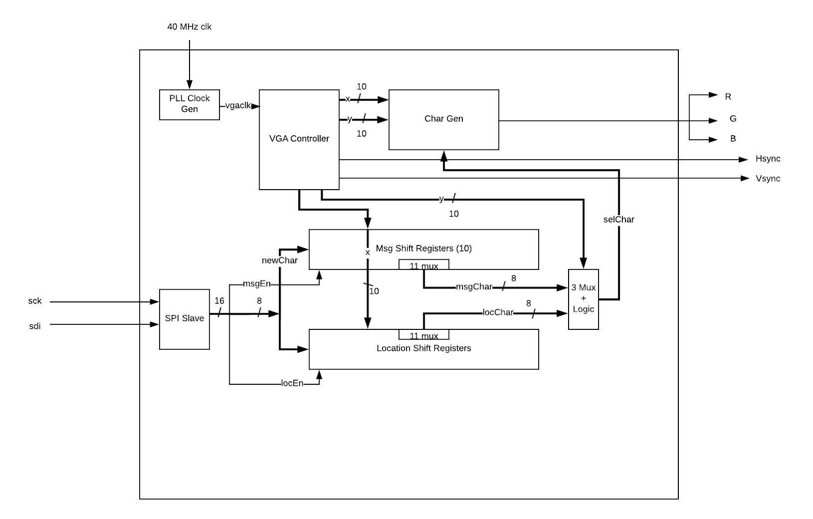 40 MHz clk
PLL Clock
Gen
vgaclk
VGA Controller
x
10
y
10
Char Gen
R
G
B
Hsync
Vsync
y
10
selChar
newChar
Msg Shift Registers (10)
x
11 mux
msgEn
10
msgChar
8
3 Mux
+
Logic
sck
sdi
SPI Slave
16
8
locChar
8
11 mux
Location Shift Registers
locEn